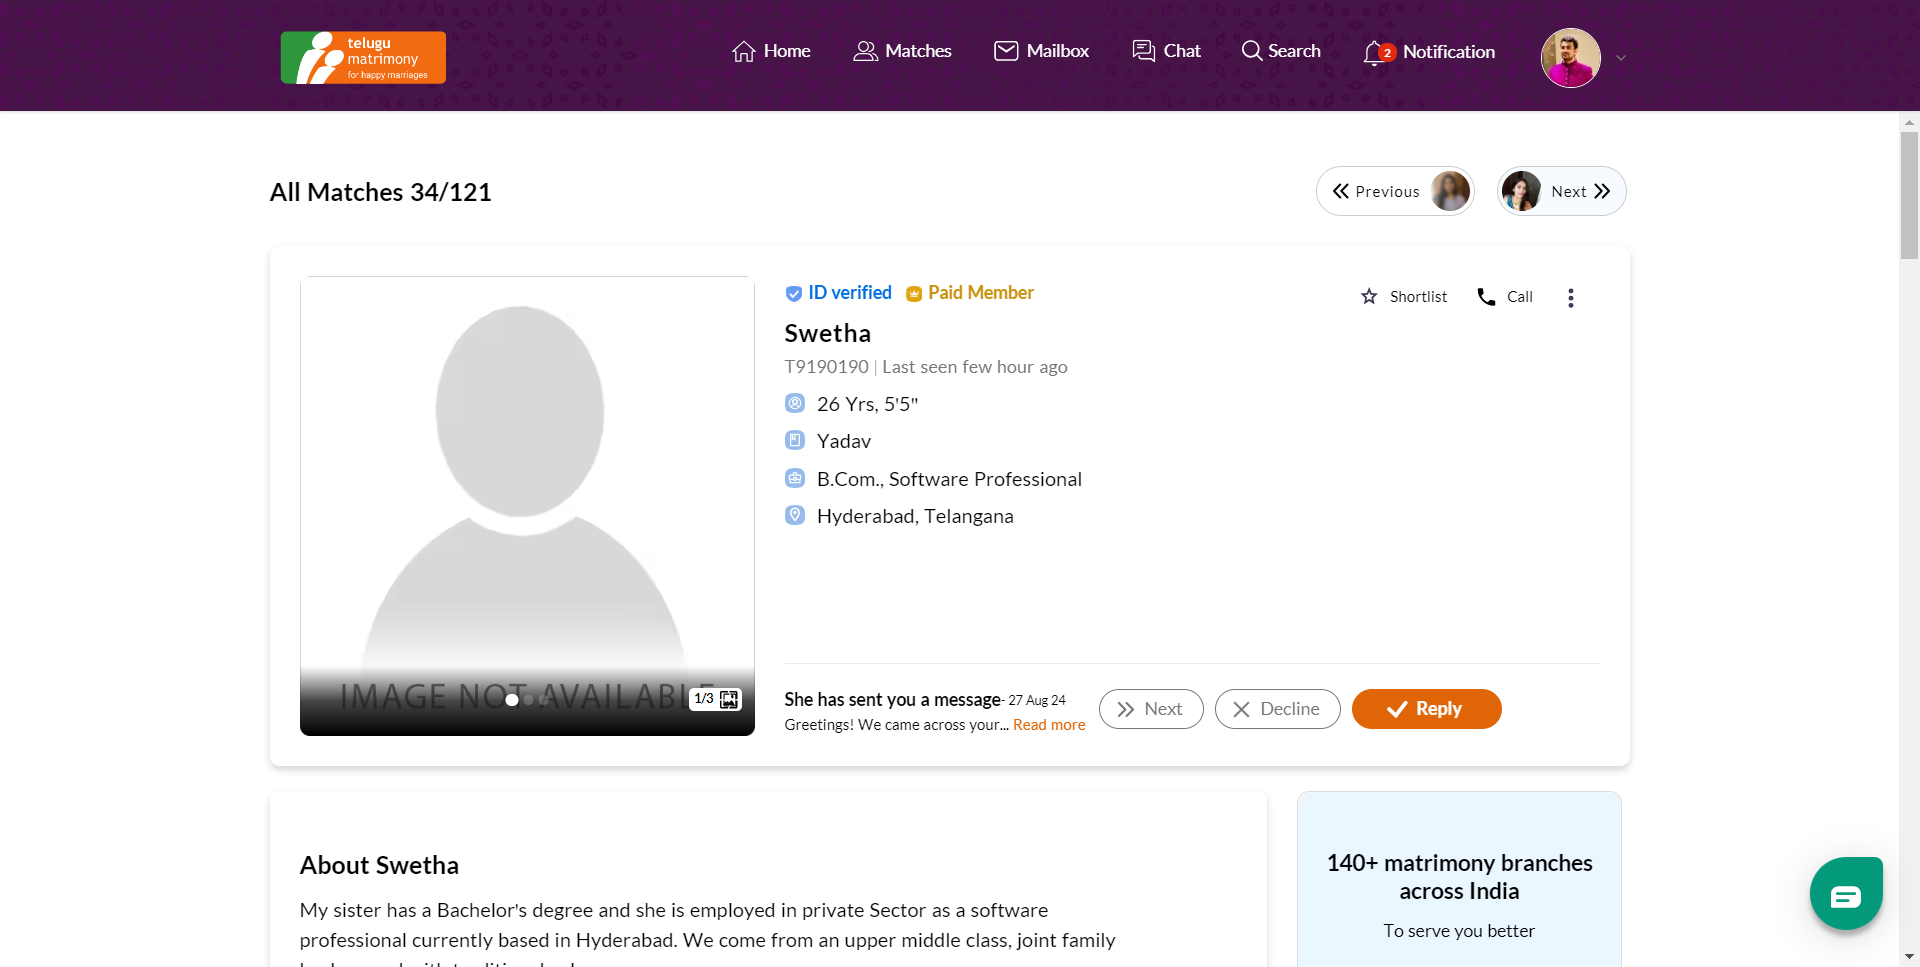 telugu
matrimony
for happy marriages
Home
Matches
Mailbox
Chat
Search
2
Notification
All Matches 34/121
Previous
Next
ID verified
Paid Member
Shortlist
Call
Swetha
T9190190 | Last seen few hour ago
26 Yrs, 5'5"
Yadav
B.Com., Software Professional
Hyderabad, Telangana
IMAGE NOT AVAILABLE
1/3
She has sent you a message- 27 Aug 24
Greetings! We came across your... Read more
Next
Decline
Reply
About Swetha
My sister has a Bachelor's degree and she is employed in private Sector as a software
professional currently based in Hyderabad. We come from an upper middle class, joint family
140+ matrimony branches
across India
To serve you better